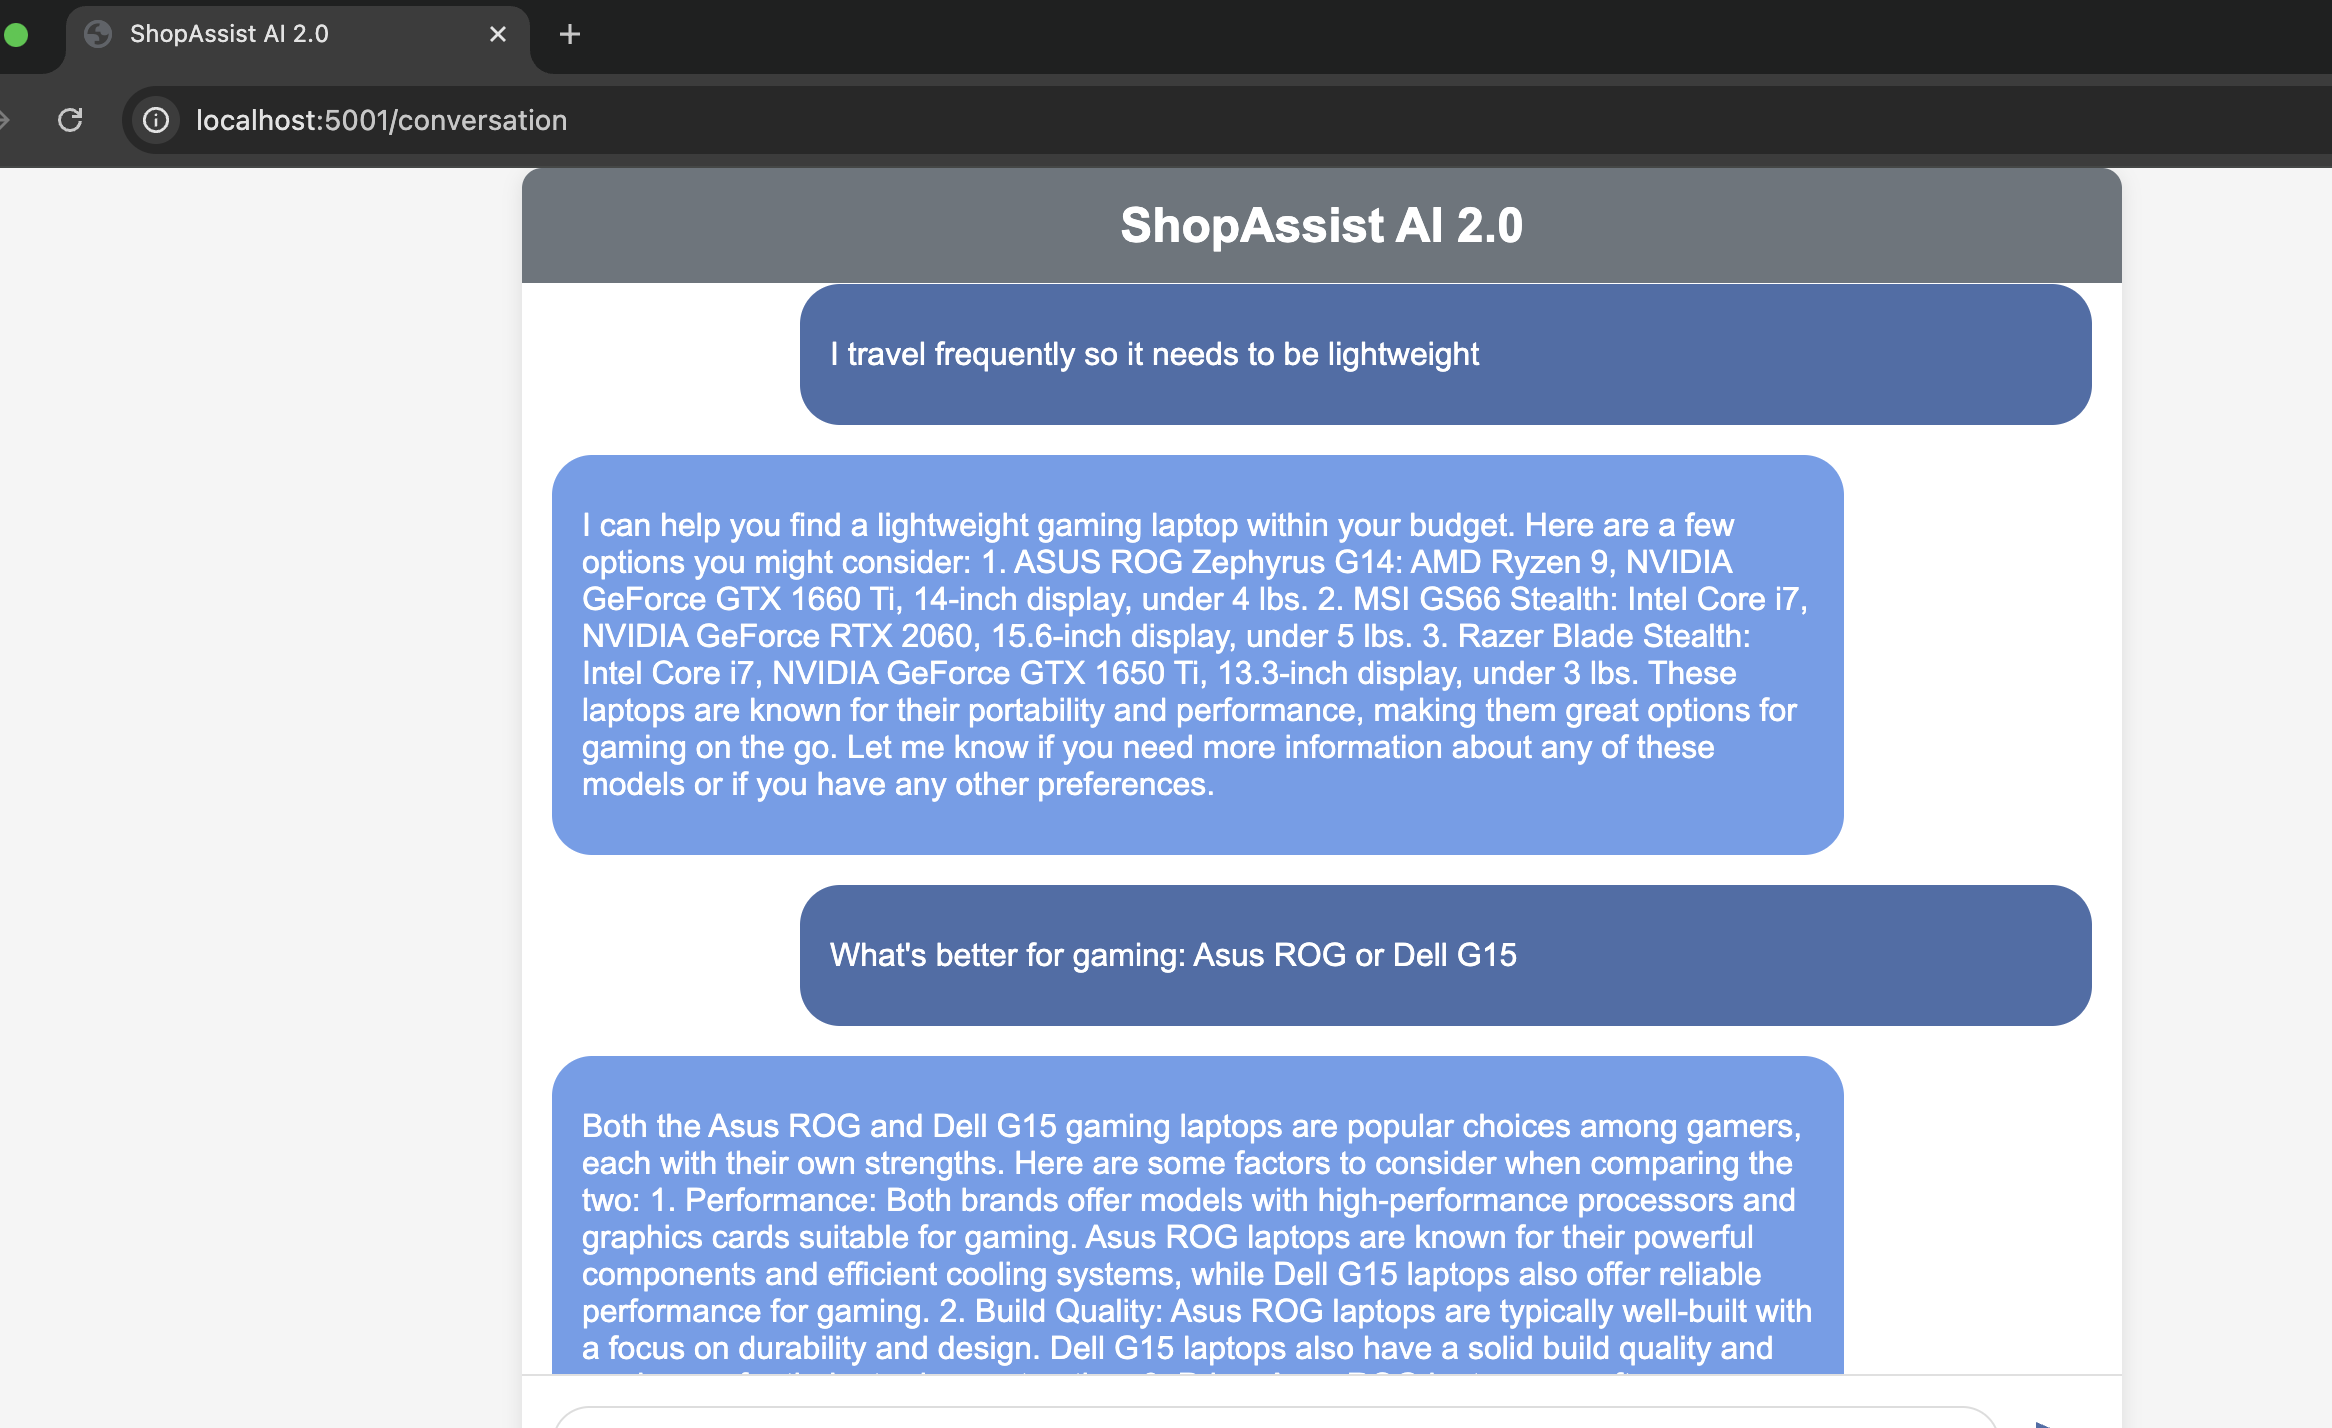 ShopAssist AI 2.0
localhost:5001/conversation
ShopAssist AI 2.0
I travel frequently so it needs to be lightweight
I can help you find a lightweight gaming laptop within your budget. Here are a few
options you might consider: 1. ASUS ROG Zephyrus G14: AMD Ryzen 9, NVIDIA
GeForce GTX 1660 Ti, 14-inch display, under 4 lbs. 2. MSI GS66 Stealth: Intel Core i7,
NVIDIA GeForce RTX 2060, 15.6-inch display, under 5 lbs. 3. Razer Blade Stealth:
Intel Core i7, NVIDIA GeForce GTX 1650 Ti, 13.3-inch display, under 3 lbs. These
laptops are known for their portability and performance, making them great options for
gaming on the go. Let me know if you need more information about any of these
models or if you have any other preferences.
What's better for gaming: Asus ROG or Dell G15
Both the Asus ROG and Dell G15 gaming laptops are popular choices among gamers,
each with their own strengths. Here are some factors to consider when comparing the
two: 1. Performance: Both brands offer models with high-performance processors and
graphics cards suitable for gaming. Asus ROG laptops are known for their powerful
components and efficient cooling systems, while Dell G15 laptops also offer reliable
performance for gaming. 2. Build Quality: Asus ROG laptops are typically well-built with
a focus on durability and design. Dell G15 laptops also have a solid build quality and